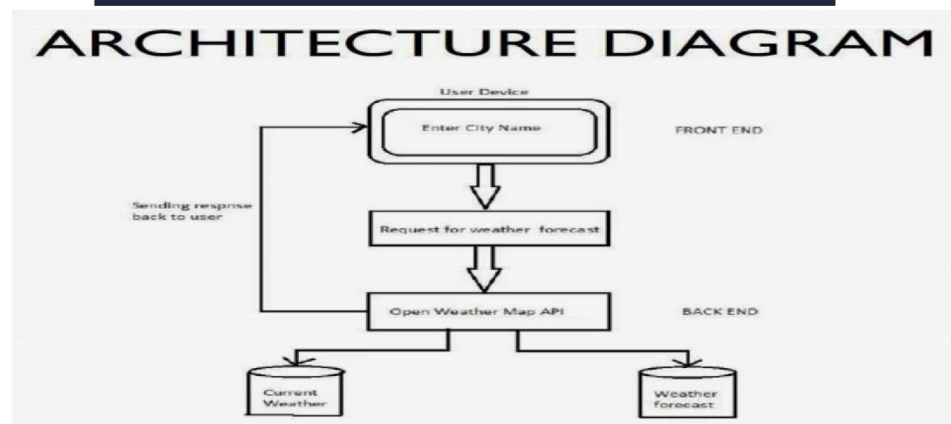 ARCHITECTURE DIAGRAM
User Device
Enter City Name
FRONT END
Sending respnse
back to user
Request for weather forecast
Open Weather Map API
BACK END
Current
Weather
Weather
forecast